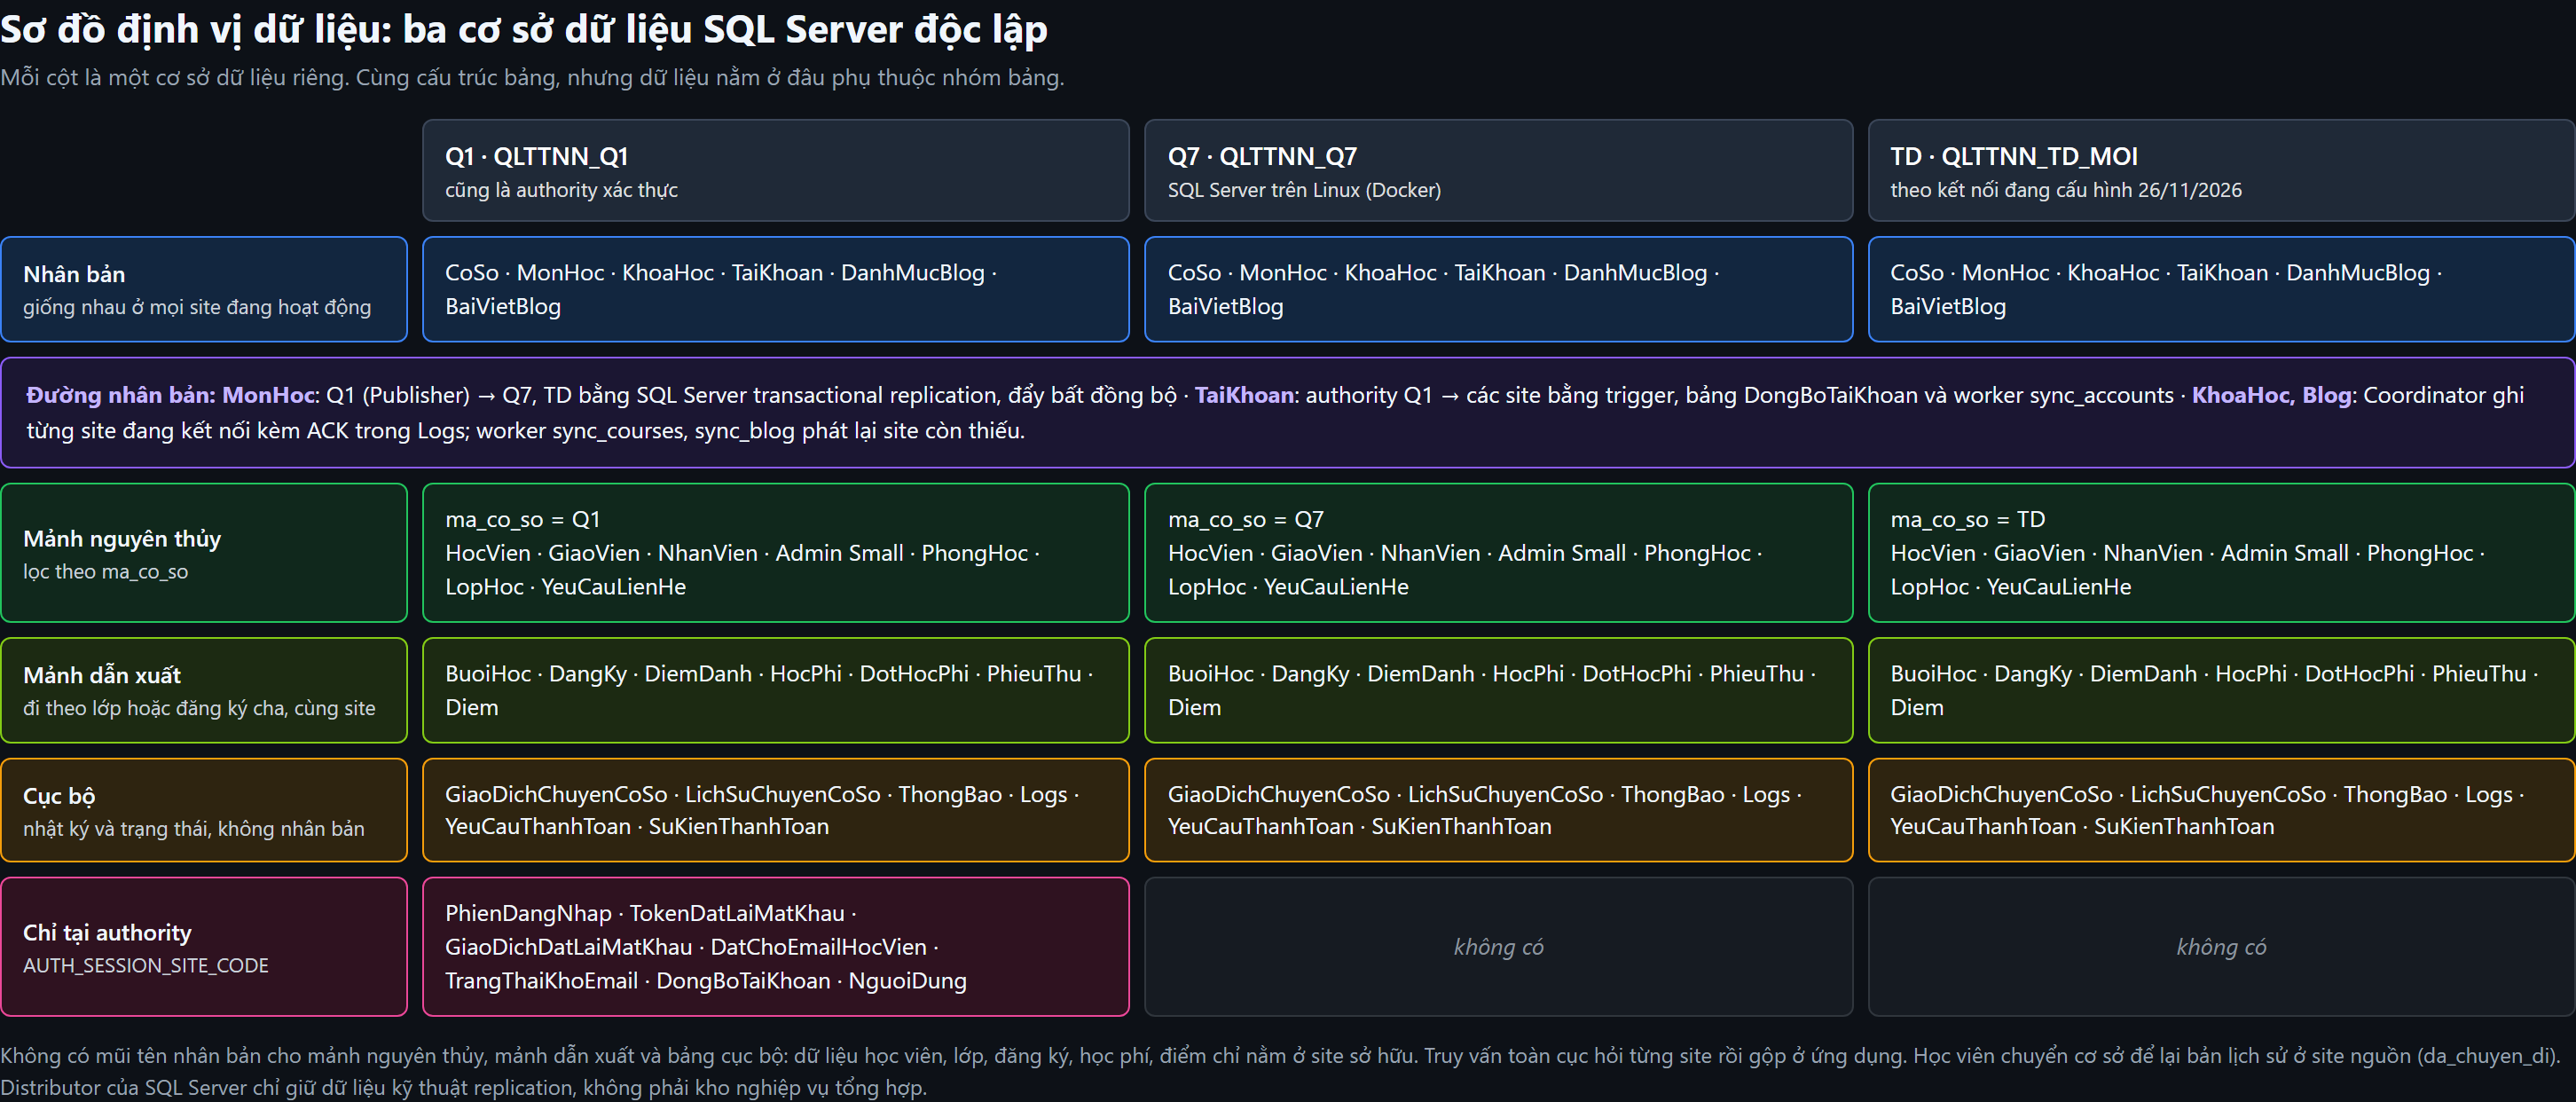 Sơ đồ định vị dữ liệu: ba cơ sở dữ liệu SQL Server độc lập
Mỗi cột là một cơ sở dữ liệu riêng. Cùng cấu trúc bảng, nhưng dữ liệu nằm ở đâu phụ thuộc nhóm bảng.
Q1 · QLTTNN_Q1
cũng là authority xác thực
Q7 · QLTTNN_Q7
SQL Server trên Linux (Docker)
TD · QLTTNN_TD_MOI
theo kết nối đang cấu hình 26/11/2026
Nhân bản
giống nhau ở mọi site đang hoạt động
CoSo · MonHoc · KhoaHoc · TaiKhoan · DanhMucBlog ·
BaiVietBlog
CoSo · MonHoc · KhoaHoc · TaiKhoan · DanhMucBlog ·
BaiVietBlog
CoSo · MonHoc · KhoaHoc · TaiKhoan · DanhMucBlog ·
BaiVietBlog
Đường nhân bản: MonHoc: Q1 (Publisher) → Q7, TD bằng SQL Server transactional replication, đẩy bất đồng bộ · TaiKhoan: authority Q1 → các site bằng trigger, bảng DongBoTaiKhoan và worker sync_accounts · KhoaHoc, Blog: Coordinator ghi
từng site đang kết nối kèm ACK trong Logs; worker sync_courses, sync_blog phát lại site còn thiếu.
Mảnh nguyên thủy
lọc theo ma_co_so
ma_co_so = Q1
HocVien · GiaoVien · NhanVien · Admin Small · PhongHoc ·
LopHoc · YeuCauLienHe
ma_co_so = Q7
HocVien · GiaoVien · NhanVien · Admin Small · PhongHoc ·
LopHoc · YeuCauLienHe
ma_co_so = TD
HocVien · GiaoVien · NhanVien · Admin Small · PhongHoc ·
LopHoc · YeuCauLienHe
Mảnh dẫn xuất
đi theo lớp hoặc đăng ký cha, cùng site
BuoiHoc · DangKy · DiemDanh · HocPhi · DotHocPhi · PhieuThu ·
Diem
BuoiHoc · DangKy · DiemDanh · HocPhi · DotHocPhi · PhieuThu ·
Diem
BuoiHoc · DangKy · DiemDanh · HocPhi · DotHocPhi · PhieuThu ·
Diem
Cục bộ
nhật ký và trạng thái, không nhân bản
GiaoDichChuyenCoSo · LichSuChuyenCoSo · ThongBao · Logs ·
YeuCauThanhToan · SuKienThanhToan
GiaoDichChuyenCoSo · LichSuChuyenCoSo · ThongBao · Logs ·
YeuCauThanhToan · SuKienThanhToan
GiaoDichChuyenCoSo · LichSuChuyenCoSo · ThongBao · Logs ·
YeuCauThanhToan · SuKienThanhToan
Chỉ tại authority
AUTH_SESSION_SITE_CODE
PhienDangNhap · TokenDatLaiMatKhau ·
GiaoDichDatLaiMatKhau · DatChoEmailHocVien ·
TrangThaiKhoEmail · DongBoTaiKhoan · NguoiDung
không có
không có
Không có mũi tên nhân bản cho mảnh nguyên thủy, mảnh dẫn xuất và bảng cục bộ: dữ liệu học viên, lớp, đăng ký, học phí, điểm chỉ nằm ở site sở hữu. Truy vấn toàn cục hỏi từng site rồi gộp ở ứng dụng. Học viên chuyển cơ sở để lại bản lịch sử ở site nguồn (da_chuyen_di).
Distributor của SQL Server chỉ giữ dữ liệu kỹ thuật replication, không phải kho nghiệp vụ tổng hợp.